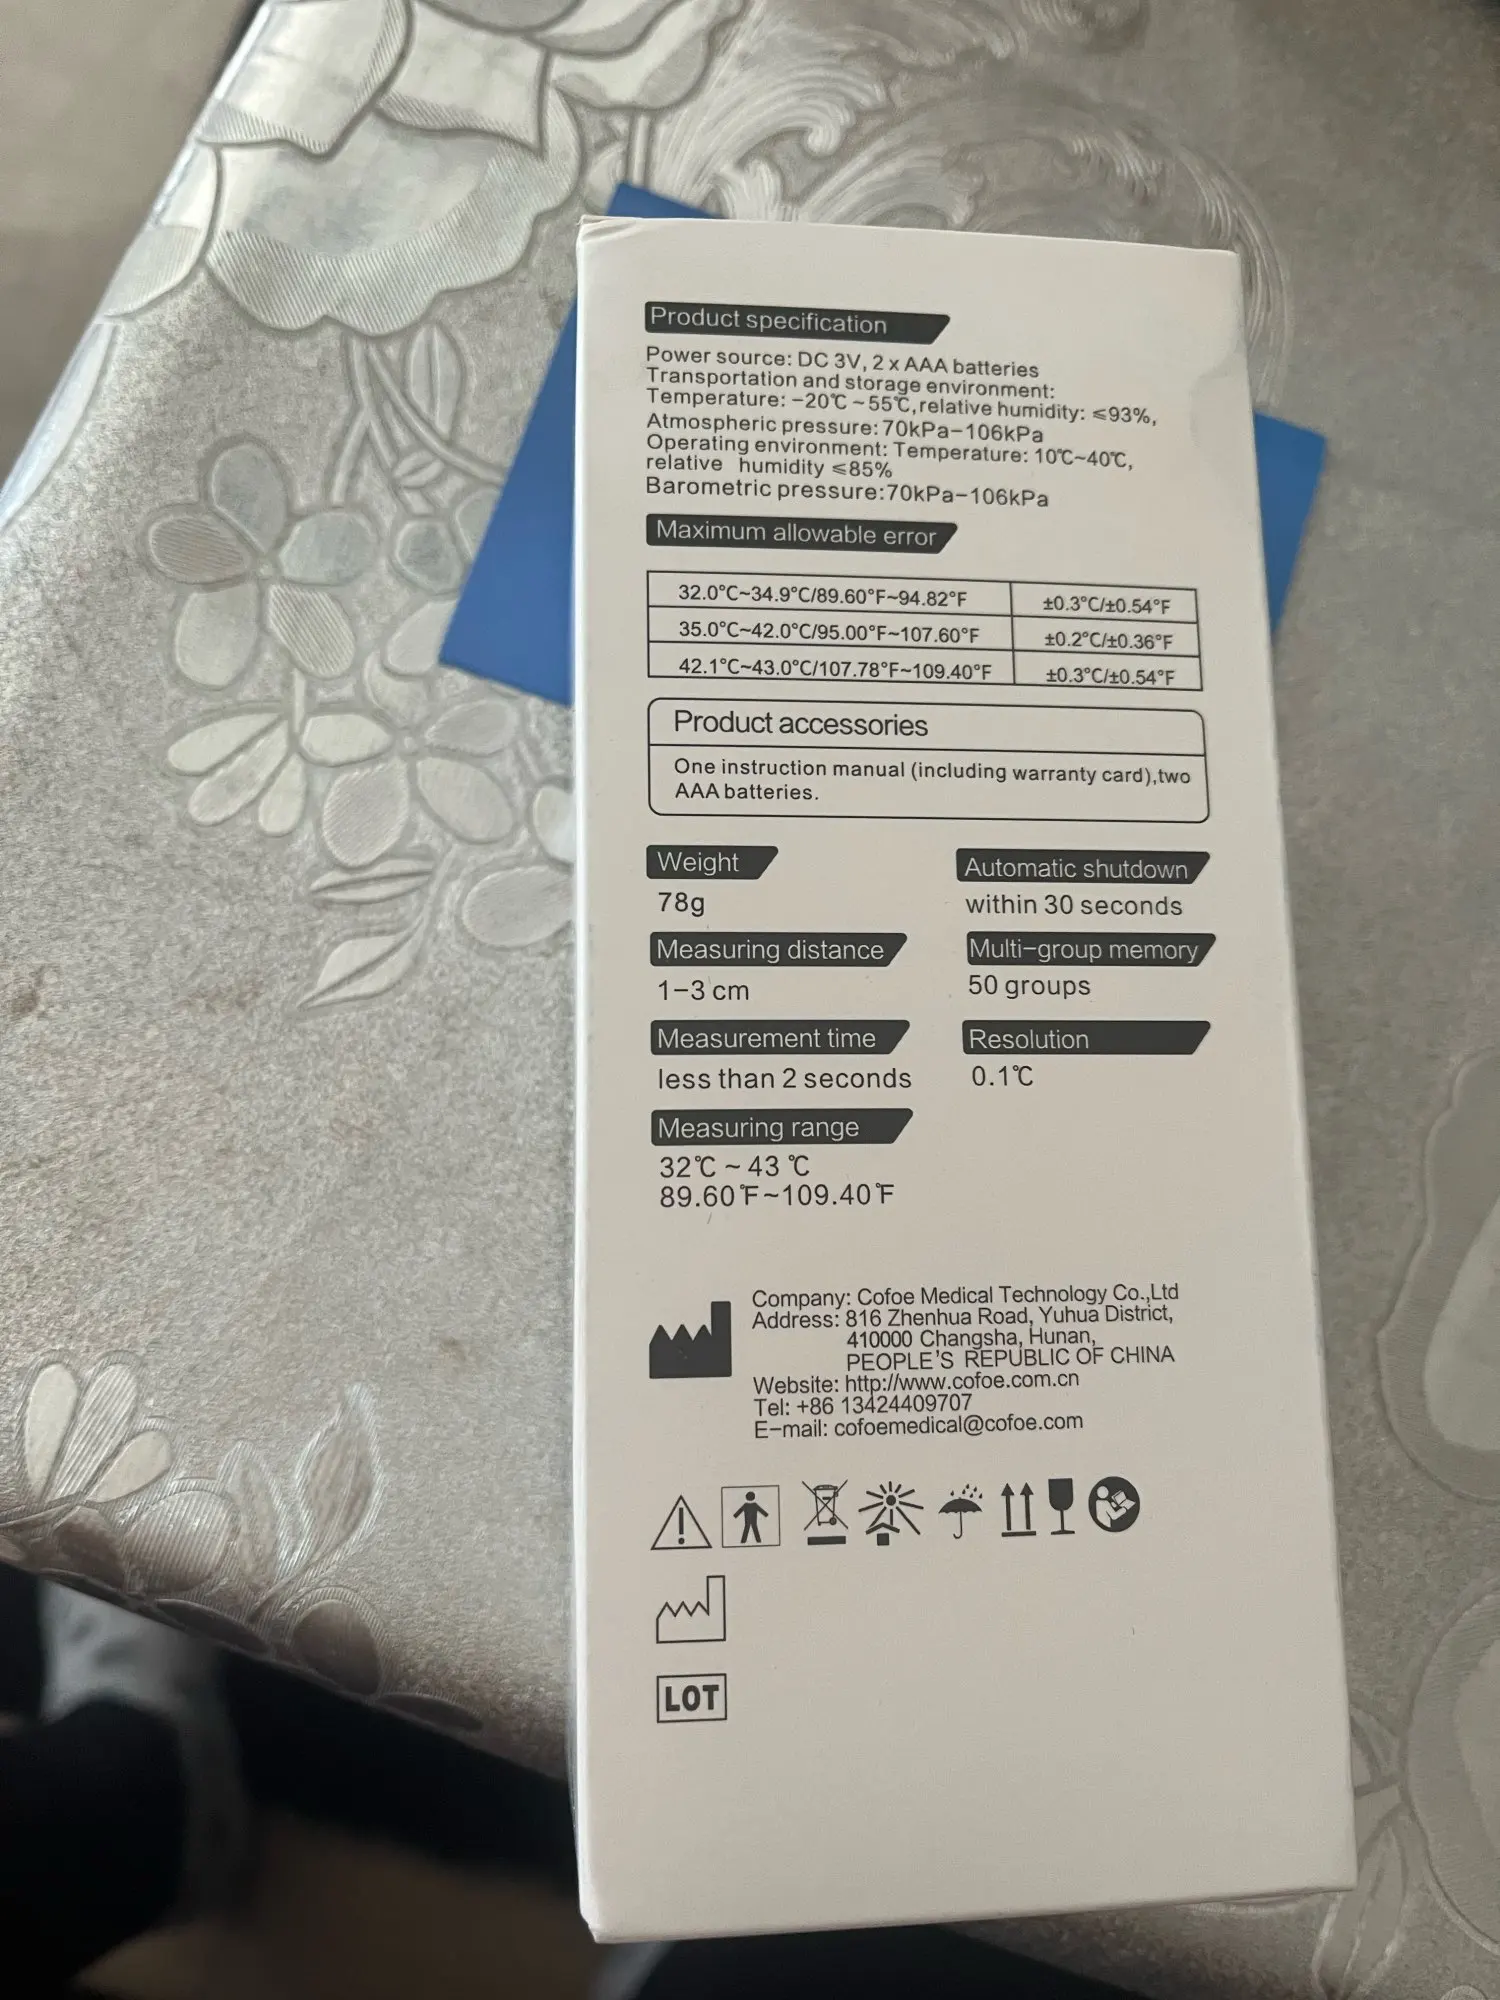 Product specification
Power source: DC 3V, 2 x AAA batteries
Transportation and storage environment:
Temperature: -20℃ ~ 55℃, relative humidity: ≤93%,
Atmospheric pressure: 70kPa-106kPa
Operating environment: Temperature: 10℃~40℃,
relative humidity ≤85%
Barometric pressure:70kPa-106kPa
Maximum allowable error
32.0°C~34.9°C/89.60°F~94.82°F ±0.3°C/±0.54°F
35.0°C~42.0°C/95.00°F~107.60°F ±0.2°C/±0.36°F
42.1°C~43.0°C/107.78°F~109.40°F ±0.3°C/±0.54°F
Product accessories
One instruction manual (including warranty card),two
AAA batteries.
Weight
78g
Automatic shutdown
within 30 seconds
Measuring distance
1-3 cm
Multi-group memory
50 groups
Measurement time
less than 2 seconds
Resolution
0.1℃
Measuring range
32℃ ~ 43 ℃
89.60℉~109.40℉
Company: Cofoe Medical Technology Co.,Ltd
Address: 816 Zhenhua Road, Yuhua District,
410000 Changsha, Hunan,
PEOPLE'S REPUBLIC OF CHINA
Website: http://www.cofoe.com.cn
Tel: +86 13424409707
E-mail: cofoemedical@cofoe.com
LOT